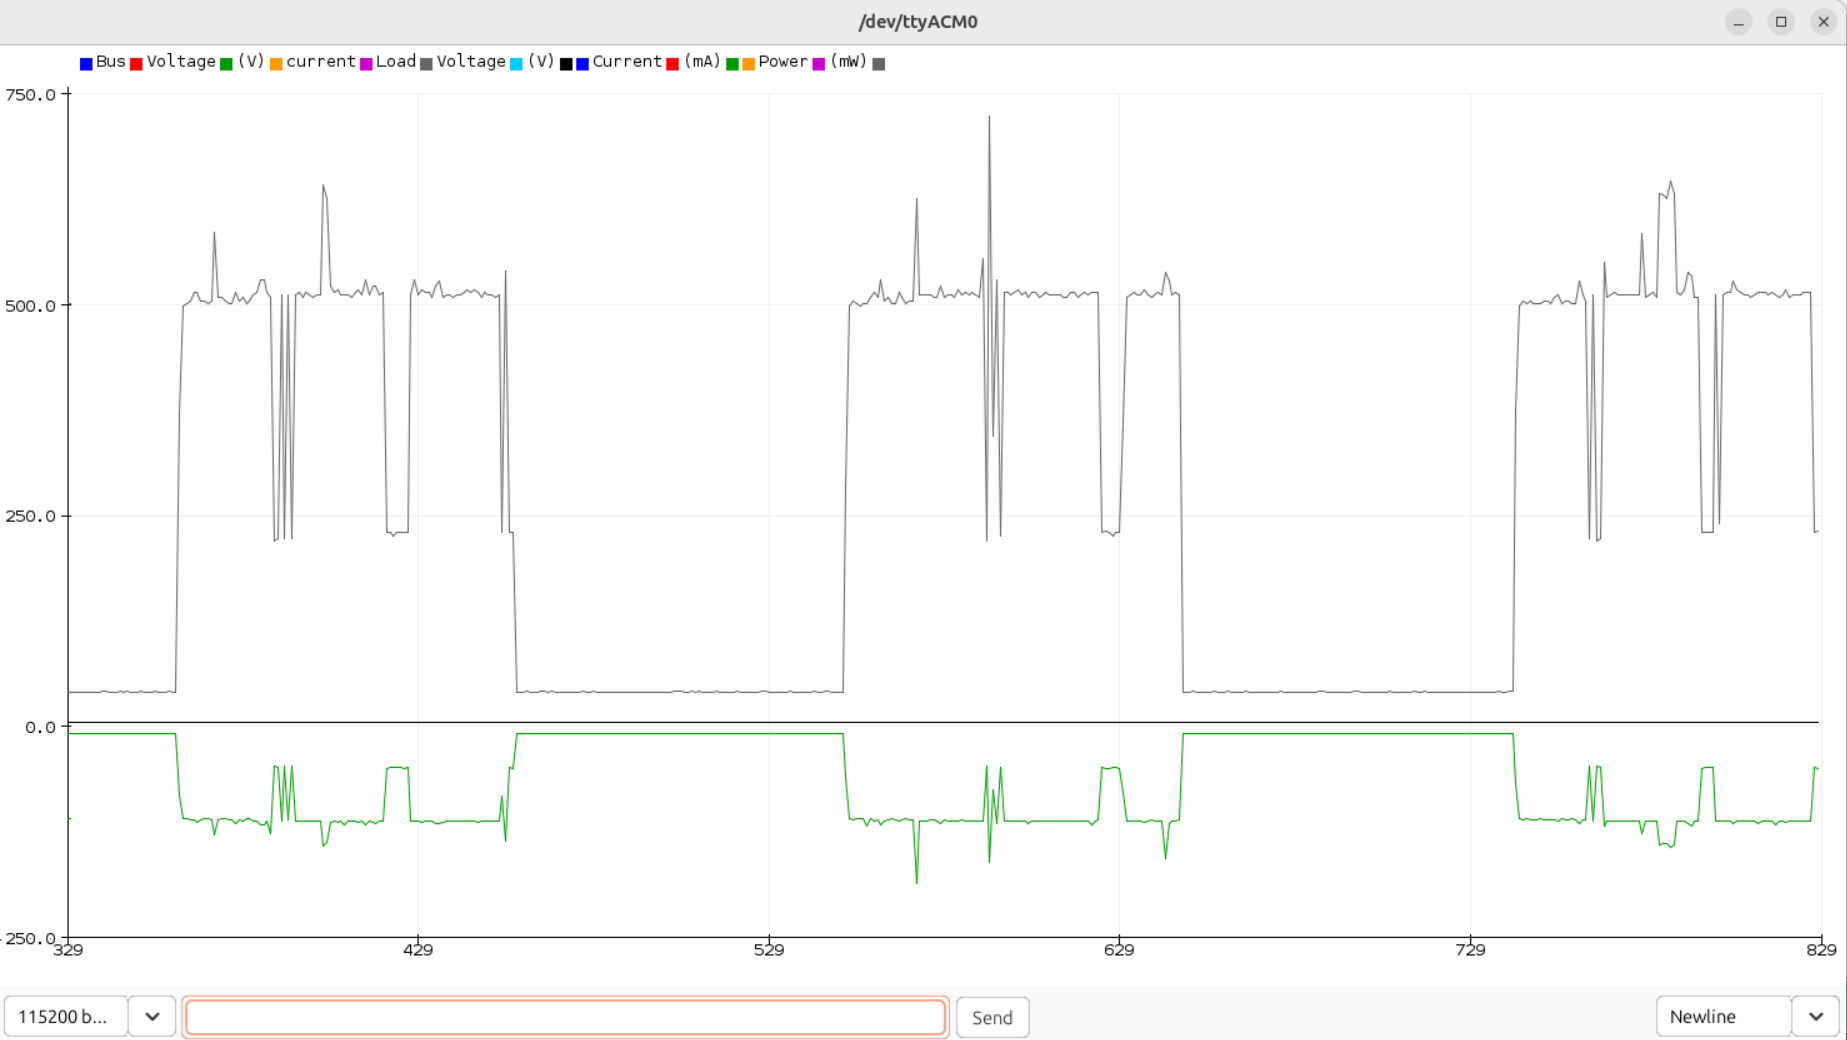 /dev/ttyACM0
Bus Voltage (V) current Load Voltage (V) Current (mA) Power (mW)
750.0
500.0
250.0
0.0
-250.0
329 429 529 629 729 829
115200 b... Send Newline